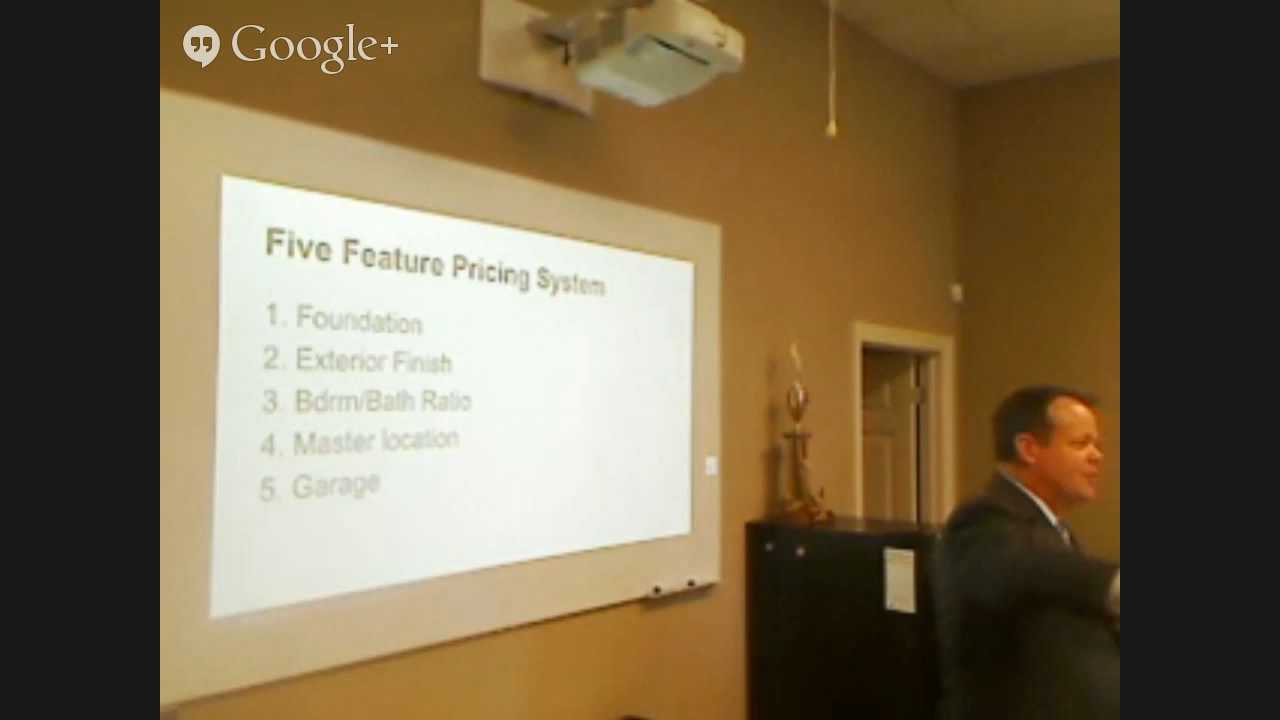 Google+
Five Feature Pricing System
1. Foundation
2. Exterior Finish
3. Bdrm/Bath Ratio
4. Master location
5. Garage